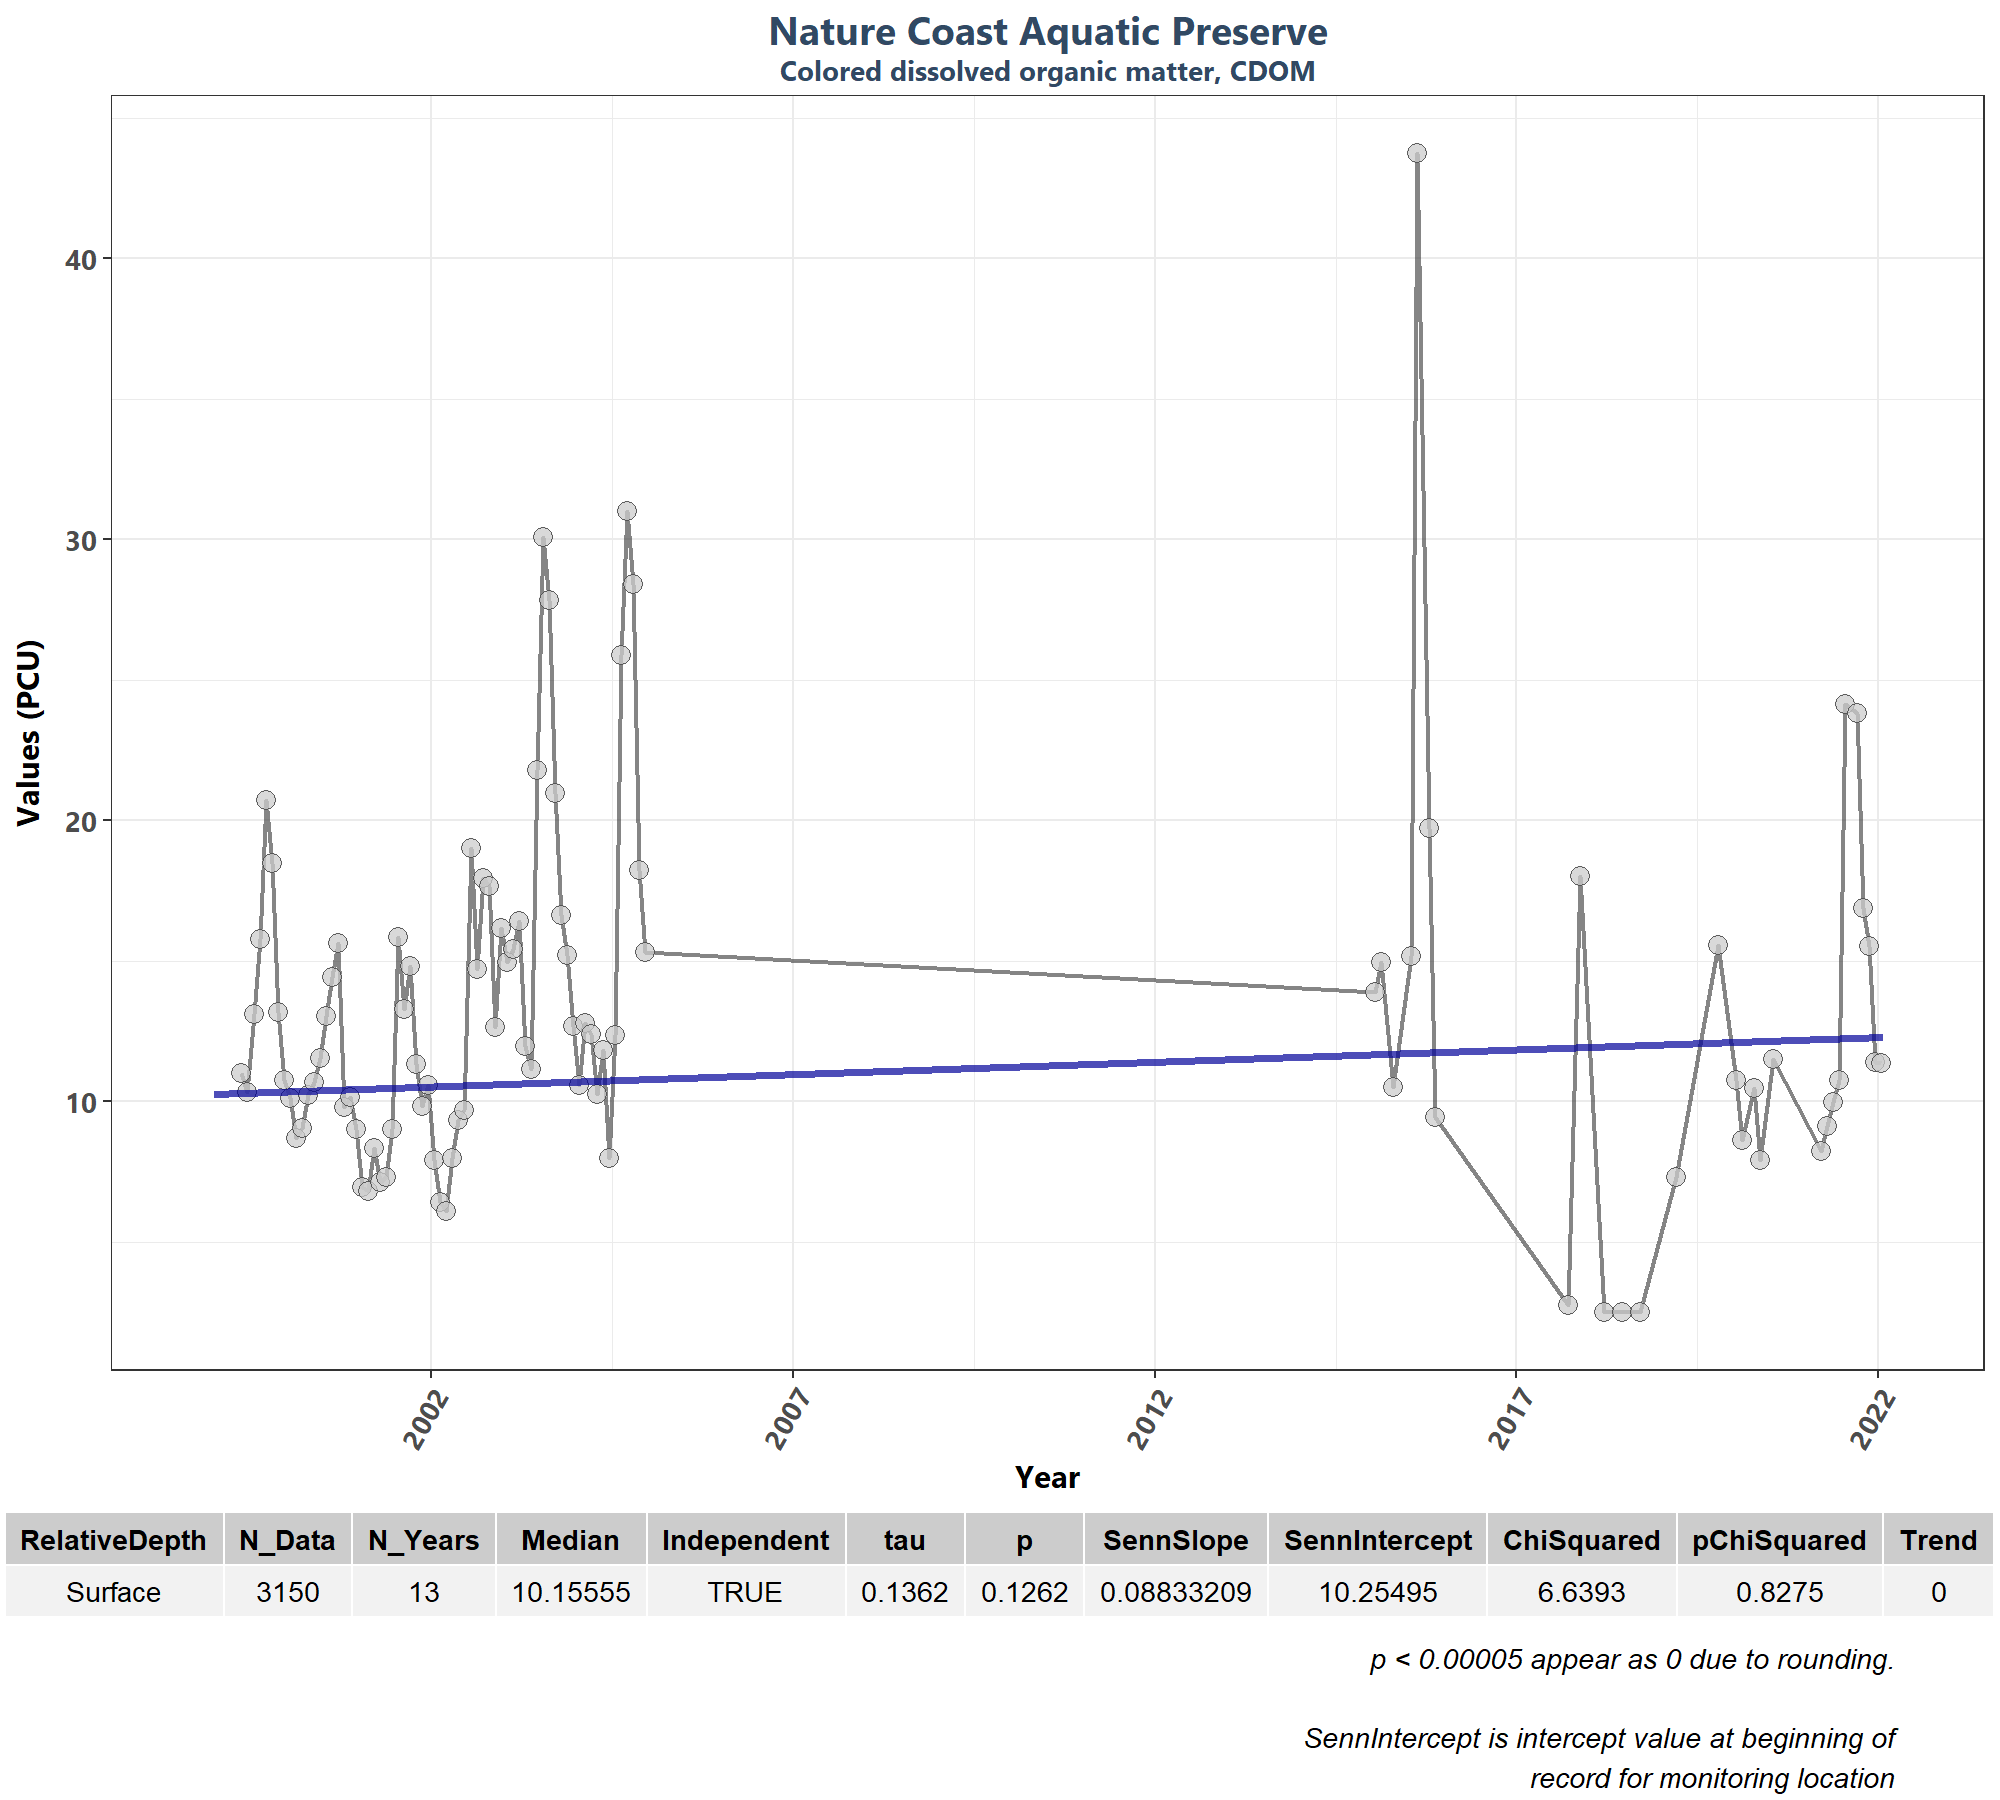 Nature Coast Aquatic Preserve
Colored dissolved organic matter, CDOM
Values (PCU)
40
30
20
10
2002 2007 2012 2017 2022
Year
RelativeDepth N_Data N_Years Median Independent tau p SennSlope SennIntercept ChiSquared pChiSquared Trend
Surface 3150 13 10.15555 TRUE 0.1362 0.1262 0.08833209 10.25495 6.6393 0.8275 0
p < 0.00005 appear as 0 due to rounding.
SennIntercept is intercept value at beginning of
record for monitoring location